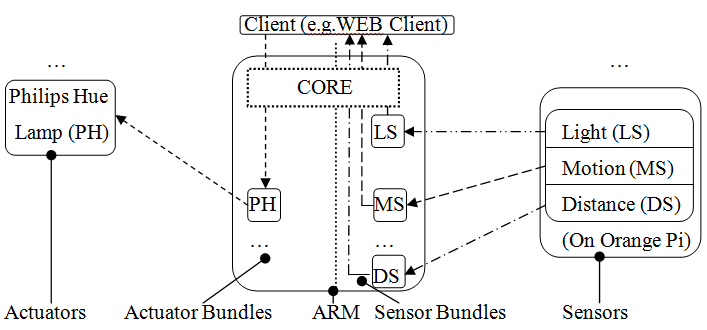 Client (e.g.WEB Client)
...
...
Philips Hue
Lamp (PH)
CORE
LS
Light (LS)
Motion (MS)
PH
MS
Distance (DS)
...
...
(On Orange Pi)
DS
Actuators
Actuator Bundles
ARM
Sensor Bundles
Sensors